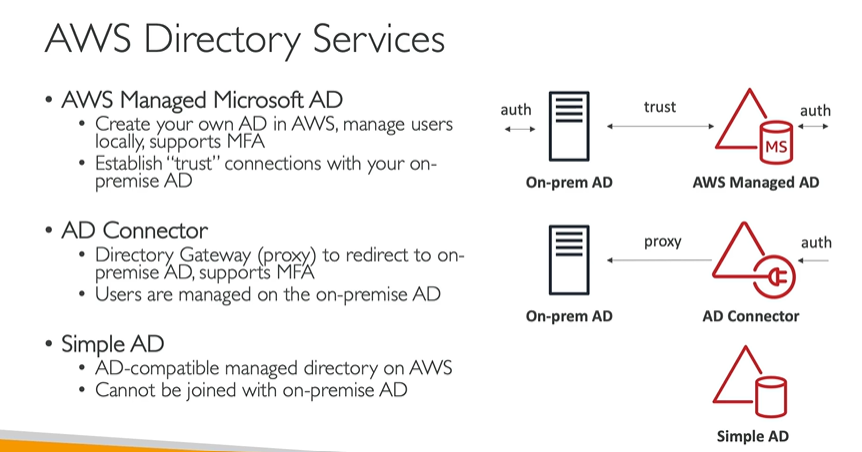 AWS Directory Services
• AWS Managed Microsoft AD
• Create your own AD in AWS, manage users
locally, supports MFA
• Establish "trust" connections with your on-
premise AD
• AD Connector
• Directory Gateway (proxy) to redirect to on-
premise AD, supports MFA
• Users are managed on the on-premise AD
• Simple AD
• AD-compatible managed directory on AWS
• Cannot be joined with on-premise AD
auth
trust
auth
MS
On-prem AD
AWS Managed AD
proxy
auth
On-prem AD
AD Connector
Simple AD